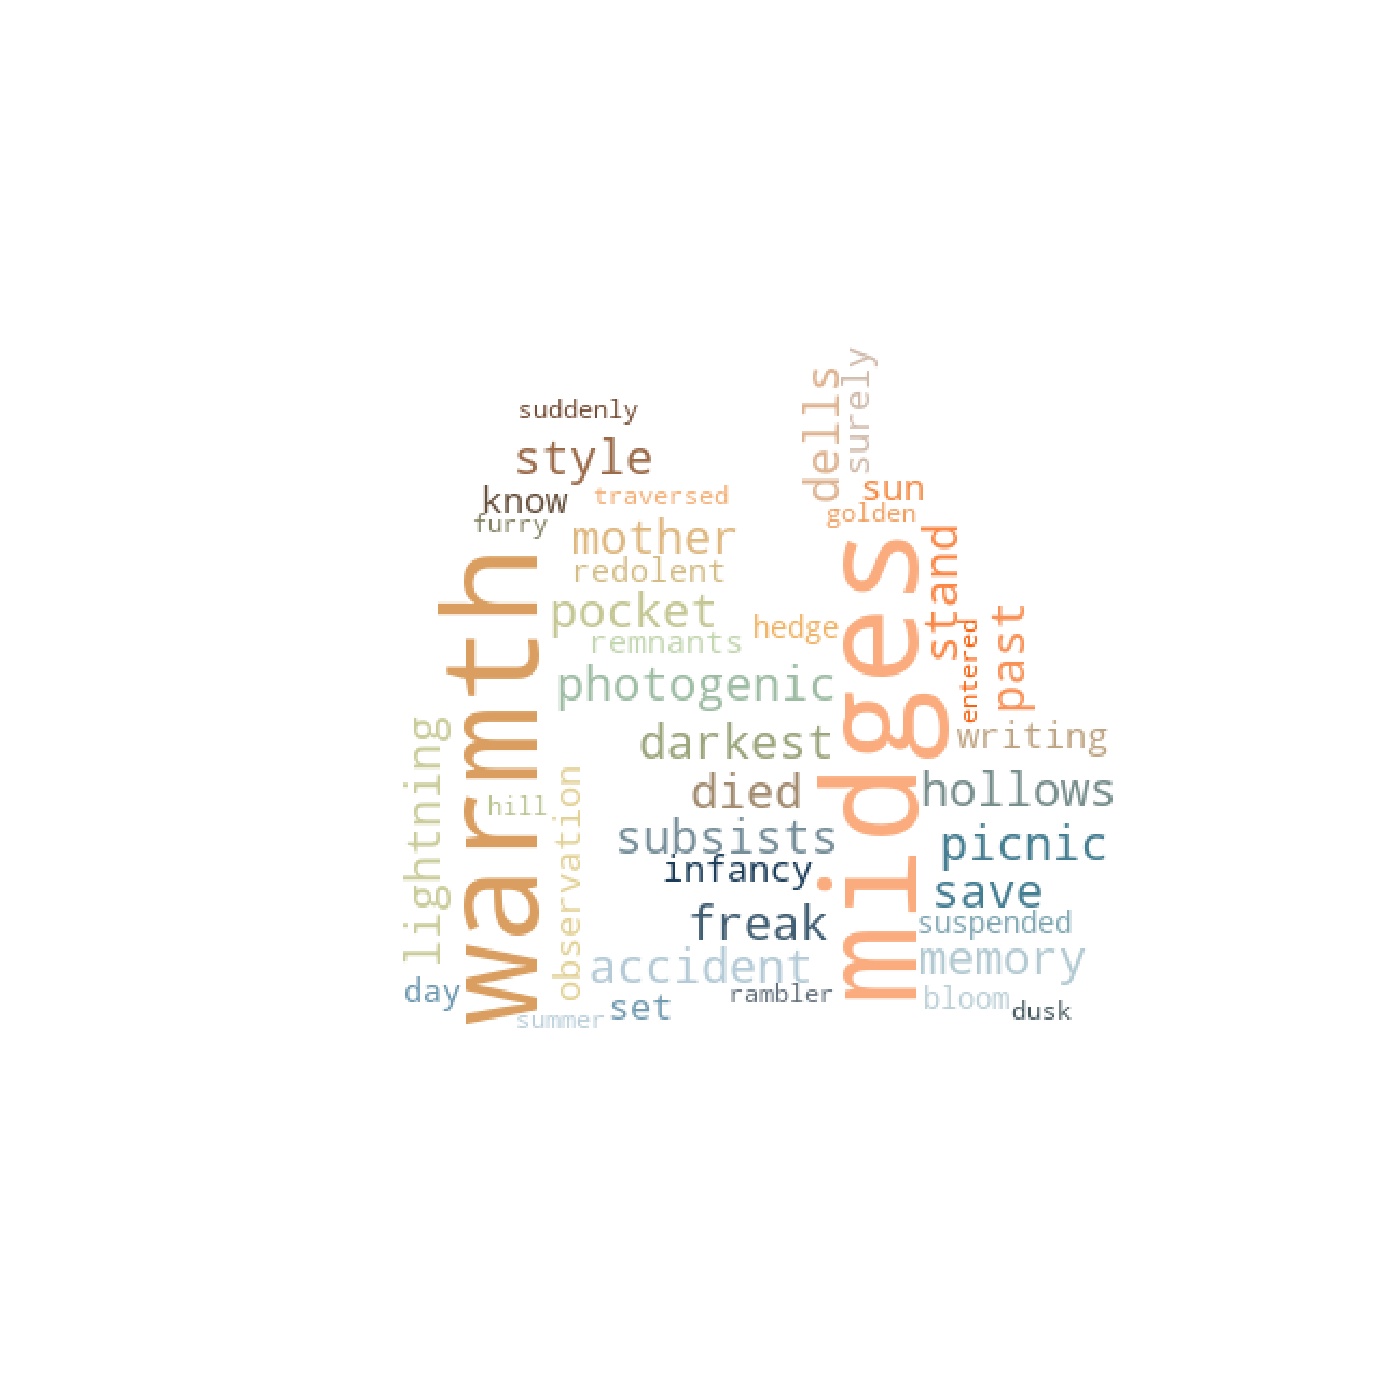 surely
dells
suddenly
style
sun
know
traversed
golden
furry
mother
stand
redolent
warmth
midges
pocket
hedge
entered
past
remnants
photogenic
darkest
writing
lightning
died
hollows
hill
observation
subsists
picnic
infancy
save
freak
suspended
accident
memory
day
rambler
set
bloom
summer
dusk